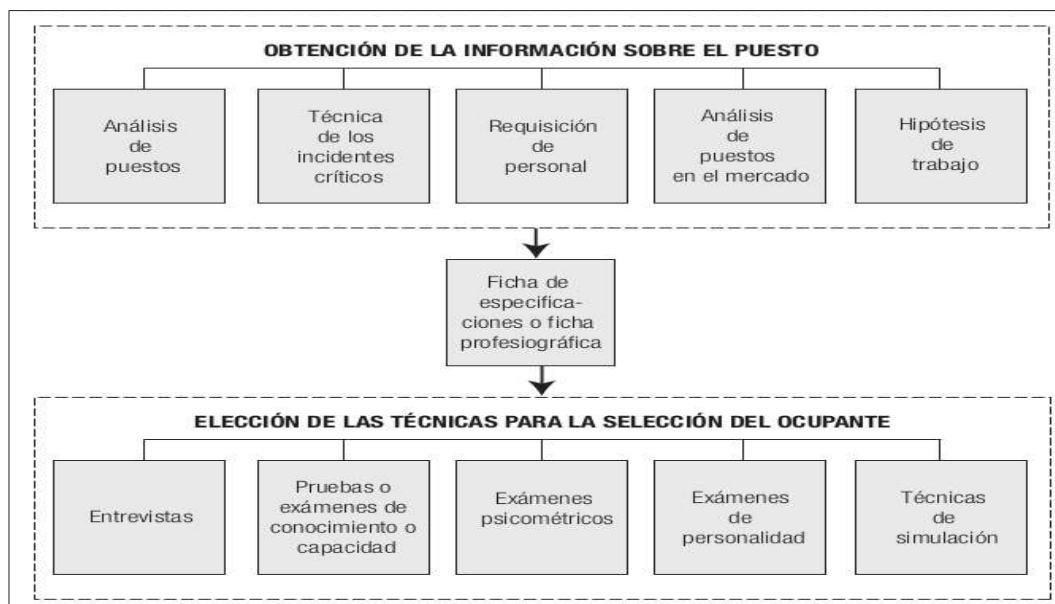 OBTENCIÓN DE LA INFORMACIÓN SOBRE EL PUESTO
Análisis
de
puestos
Técnica
de los
incidentes
críticos
Requisición
de
personal
Análisis
de
puestos
en el mercado
Hipótesis
de
trabajo
Ficha de
especifica-
ciones o ficha
profesiográfica
ELECCIÓN DE LAS TÉCNICAS PARA LA SELECCIÓN DEL OCUPANTE
Entrevistas
Pruebas o
exámenes de
conocimiento o
capacidad
Exámenes
psicométricos
Exámenes
de
personalidad
Técnicas
de
simulación